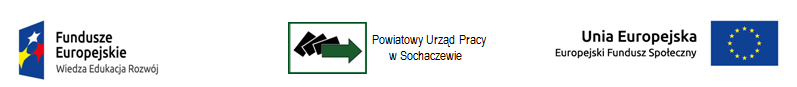 Fundusze
Europejskie
Wiedza Edukacja Rozwój
Powiatowy Urząd Pracy
w Sochaczewie
Unia Europejska
Europejski Fundusz Społeczny